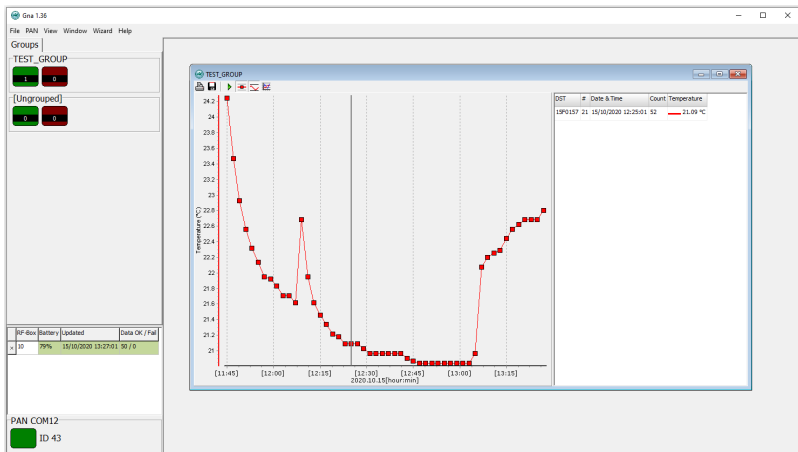 Gna 1.36
File PAN View Window Wizard Help
Groups
TEST_GROUP
1 0
[Ungrouped]
0 0
TEST_GROUP
24.2
24
23.8
23.6
23.4
23.2
23
22.8
22.6
22.4
22.2
22
21.8
21.6
21.4
21.2
21
Temperature (°C)
[11:45] [12:00] [12:15] [12:30] [12:45] [13:00] [13:15]
2020.10.15[hour:min]
DST # Date & Time Count Temperature
15F0157 21 15/10/2020 12:25:01 52 21.09 °C
RF-Box Battery Updated Data OK / Fail
× 10 79% 15/10/2020 13:27:01 50 / 0
PAN COM12
ID 43